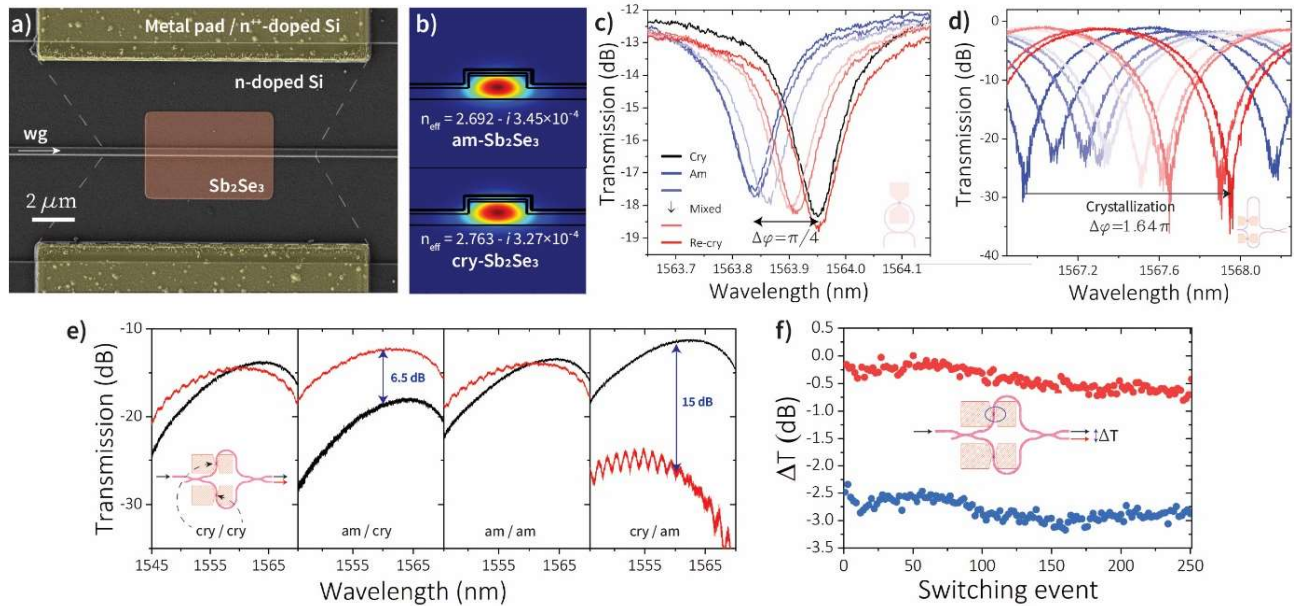 a)
Metal pad / n⁺⁺-doped Si
n-doped Si
wg
Sb₂Se₃
2 μm
b)
n_eff = 2.692 - i 3.45×10⁻⁴
am-Sb₂Se₃
n_eff = 2.763 - i 3.27×10⁻⁴
cry-Sb₂Se₃
c)
Transmission (dB)
-12
-13
-14
-15
-16
-17
-18
-19
Cry
Am
Mixed
Re-cry
Δφ=π/4
1563.7
1563.8
1563.9
1564.0
1564.1
Wavelength (nm)
d)
Transmission (dB)
0
-10
-20
-30
-40
Crystallization
Δφ=1.64π
1567.2
1567.6
1568.0
Wavelength (nm)
e)
Transmission (dB)
-10
-20
-30
6.5 dB
15 dB
cry / cry
am / cry
am / am
cry / am
1545
1555
1565
1555
1565
1555
1565
1555
1565
Wavelength (nm)
f)
ΔT (dB)
0.5
0.0
-0.5
-1.0
-1.5
-2.0
-2.5
-3.0
-3.5
ΔT
0
50
100
150
200
250
Switching event